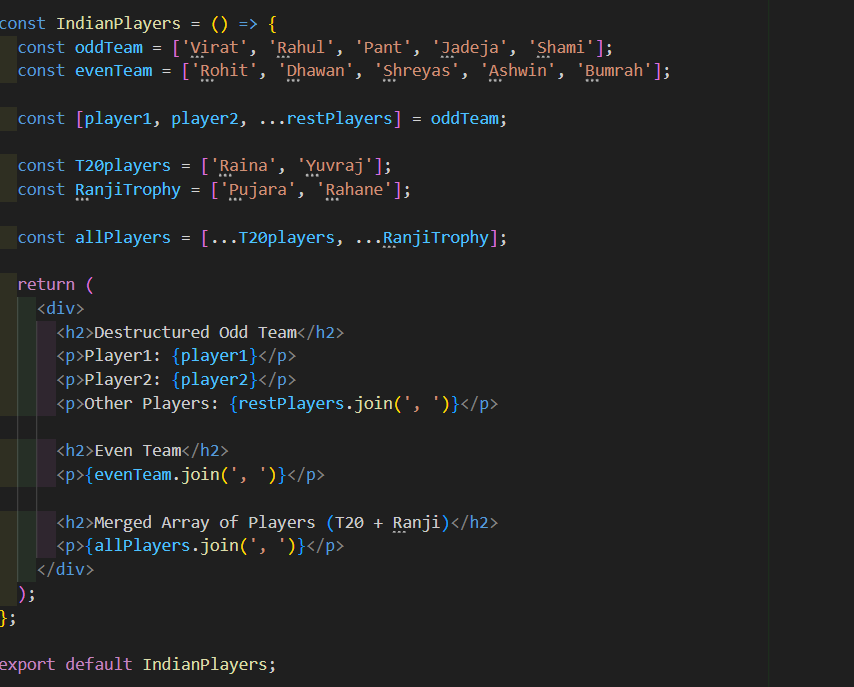 const IndianPlayers = () => {
const oddTeam = ['Virat', 'Rahul', 'Pant', 'Jadeja', 'Shami'];
const evenTeam = ['Rohit', 'Dhawan', 'Shreyas', 'Ashwin', 'Bumrah'];
const [player1, player2, ...restPlayers] = oddTeam;
const T20players = ['Raina', 'Yuvraj'];
const RanjiTrophy = ['Pujara', 'Rahane'];
const allPlayers = [...T20players, ...RanjiTrophy];
return (
<div>
<h2>Destructured Odd Team</h2>
<p>Player1: {player1}</p>
<p>Player2: {player2}</p>
<p>Other Players: {restPlayers.join(', ')}</p>
<h2>Even Team</h2>
<p>{evenTeam.join(', ')}</p>
<h2>Merged Array of Players (T20 + Ranji)</h2>
<p>{allPlayers.join(', ')}</p>
</div>
);
};
export default IndianPlayers;